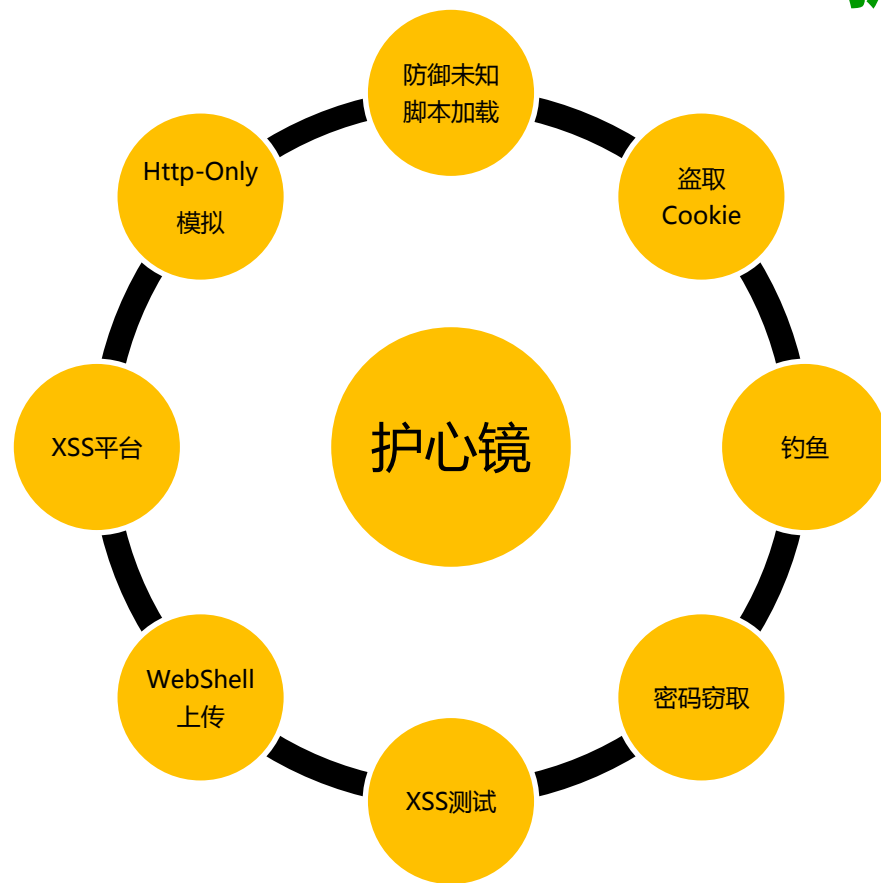 防御未知
脚本加载
Http-Only
模拟
盗取
Cookie
XSS平台
护心镜
钓鱼
WebShell
上传
密码窃取
XSS测试